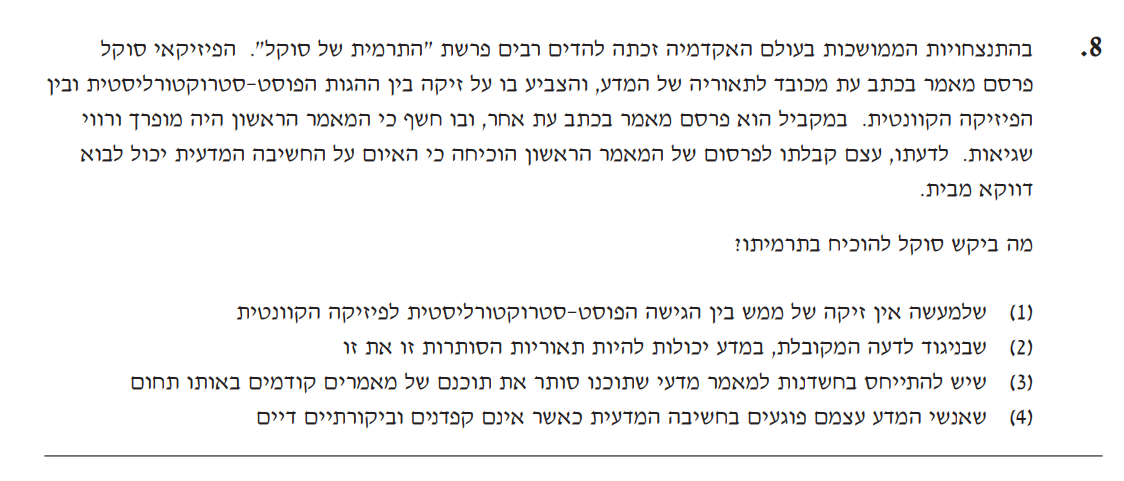 8. בהתנצחויות הממושכות בעולם האקדמיה זכתה להדים רבים פרשת "התרמית של סוקל". הפיזיקאי סוקל
פרסם מאמר בכתב עת מכובד לתאוריה של המדע, והצביע בו על זיקה בין ההגות הפוסט-סטרוקטורליסטית ובין
הפיזיקה הקוונטית. במקביל הוא פרסם מאמר בכתב עת אחר, ובו חשף כי המאמר הראשון היה מופרך ורווי
שגיאות. לדעתו, עצם קבלתו לפרסום של המאמר הראשון הוכיחה כי האיום על החשיבה המדעית יכול לבוא
דווקא מבית.
מה ביקש סוקל להוכיח בתרמיתו?
(1) שלמעשה אין זיקה של ממש בין הגישה הפוסט-סטרוקטורליסטית לפיזיקה הקוונטית
(2) שבניגוד לדעה המקובלת, במדע יכולות להיות תאוריות הסותרות זו את זו
(3) שיש להתייחס בחשדנות למאמר מדעי שתוכנו סותר את תוכנם של מאמרים קודמים באותו תחום
(4) שאנשי המדע עצמם פוגעים בחשיבה המדעית כאשר אינם קפדנים וביקורתיים דיים